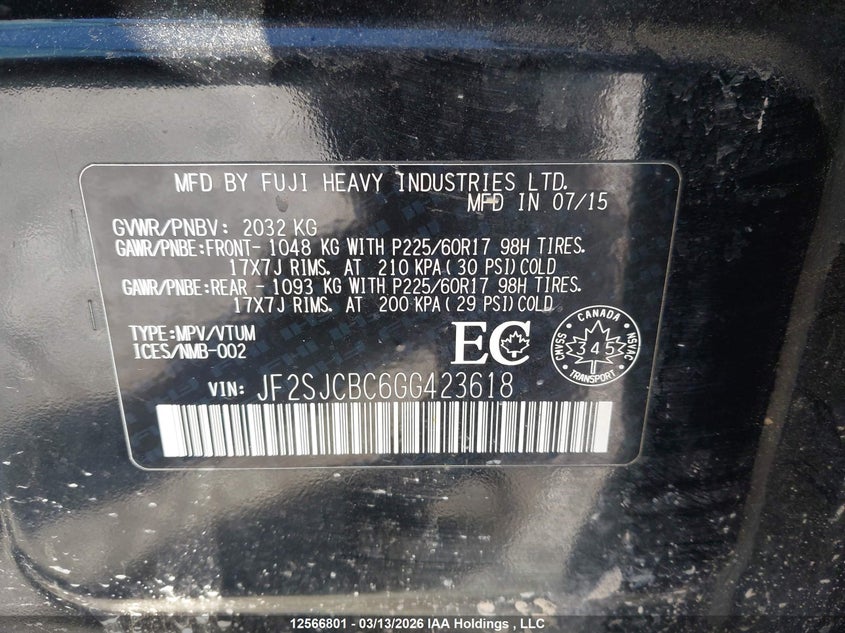 MFD BY FUJI HEAVY INDUSTRIES LTD.
MFD IN 07/15
GVWR/PNBV: 2032 KG
GAWR/PNBE:FRONT- 1048 KG WITH P225/60R17 98H TIRES.
17X7J RIMS. AT 210 KPA(30 PSI)COLD
GAWR/PNBE:REAR - 1093 KG WITH P225/60R17 98H TIRES.
17X7J RIMS. AT 200 KPA(29 PSI)COLD
TYPE:MPV/VTUM
ICES/NMB-002
EC
CANADA
CMVSS
345
NSVAC
TRANSPORT
VIN: JF2SJCBC6GG423618
12566801 - 03/13/2026 IAA Holdings, LLC